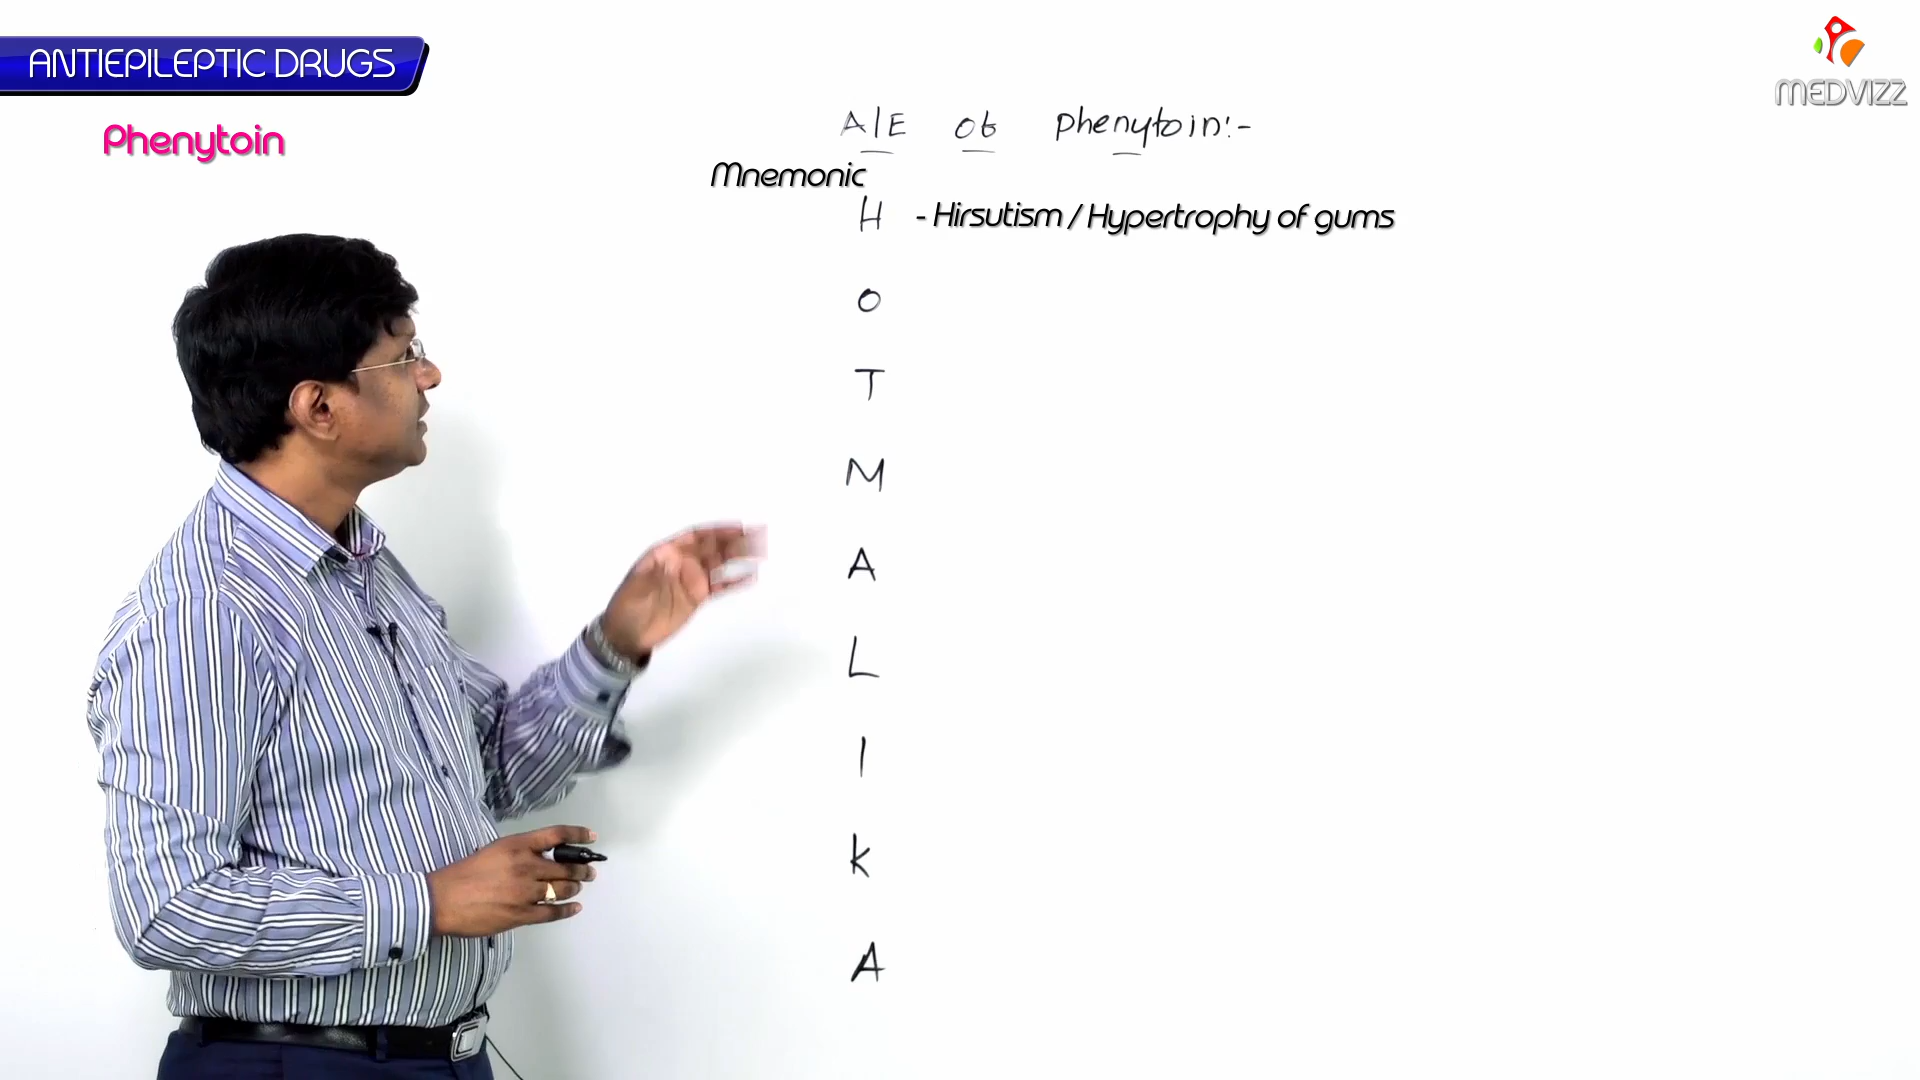 ANTIEPILEPTIC DRUGS
MEDVIZZ
Phenytoin
A/E of phenytoin:-
Mnemonic
H - Hirsutism / Hypertrophy of gums
O
T
M
A
L
I
K
A